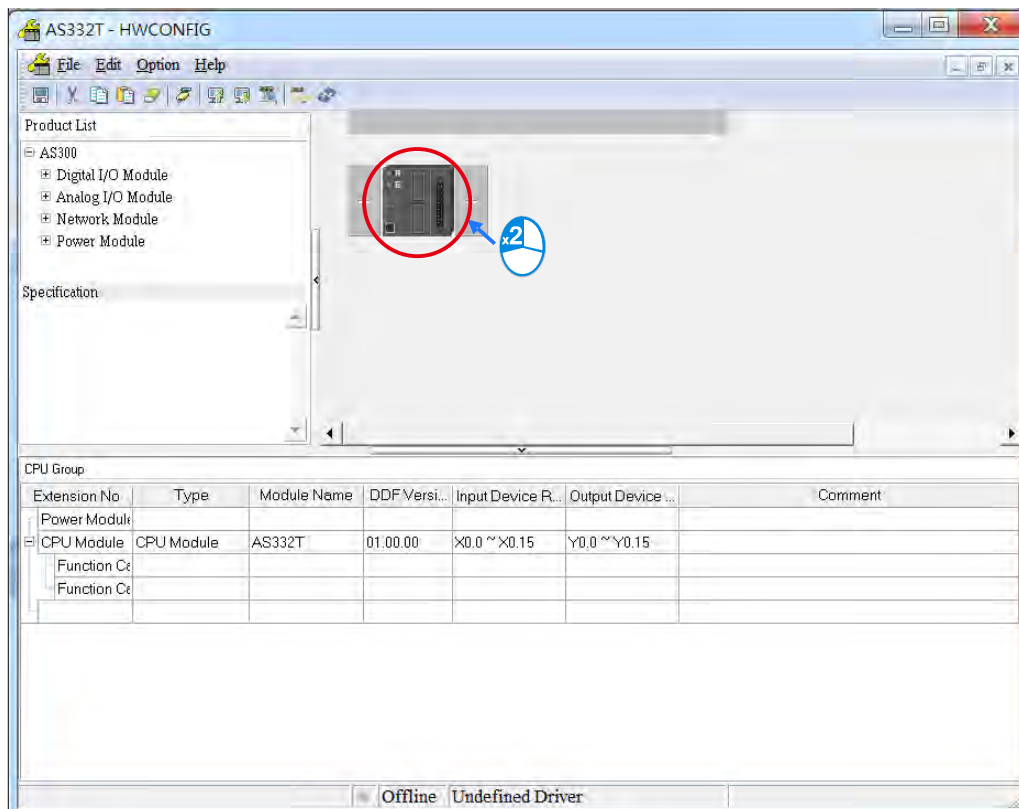 AS332T - HWCONFIG
File Edit Option Help
Product List
AS300
Digital I/O Module
Analog I/O Module
Network Module
Power Module
x2
Specification
CPU Group
Extension No Type Module Name DDF Versi... Input Device R... Output Device ... Comment
Power Module
CPU Module CPU Module AS332T 01.00.00 X0.0 ~ X0.15 Y0.0 ~ Y0.15
Function Ca
Function Ca
Offline Undefined Driver